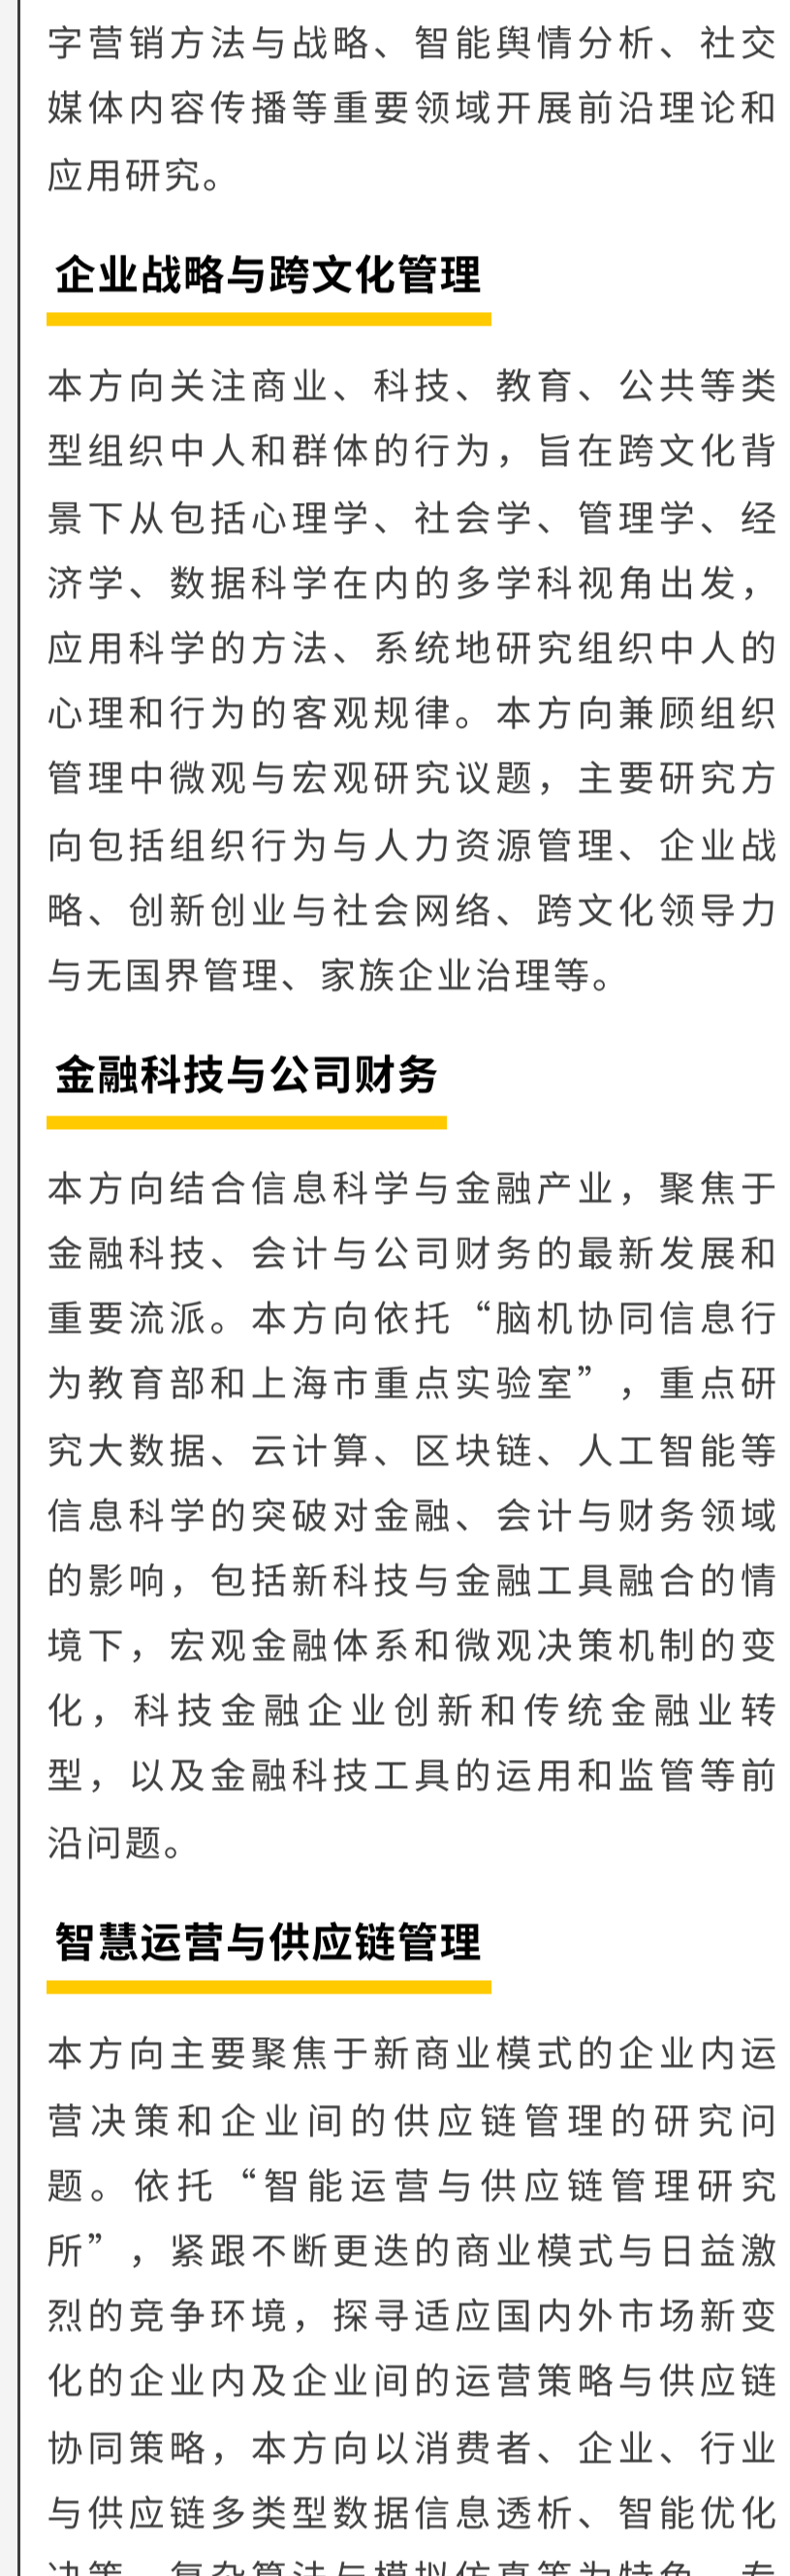 字营销方法与战略、智能舆情分析、社交
媒体内容传播等重要领域开展前沿理论和
应用研究。
企业战略与跨文化管理
本方向关注商业、科技、教育、公共等类
型组织中人和群体的行为，旨在跨文化背
景下从包括心理学、社会学、管理学、经
济学、数据科学在内的多学科视角出发，
应用科学的方法、系统地研究组织中人的
心理和行为的客观规律。本方向兼顾组织
管理中微观与宏观研究议题，主要研究方
向包括组织行为与人力资源管理、企业战
略、创新创业与社会网络、跨文化领导力
与无国界管理、家族企业治理等。
金融科技与公司财务
本方向结合信息科学与金融产业，聚焦于
金融科技、会计与公司财务的最新发展和
重要流派。本方向依托“脑机协同信息行
为教育部和上海市重点实验室”，重点研
究大数据、云计算、区块链、人工智能等
信息科学的突破对金融、会计与财务领域
的影响，包括新科技与金融工具融合的情
境下，宏观金融体系和微观决策机制的变
化，科技金融企业创新和传统金融业转
型，以及金融科技工具的运用和监管等前
沿问题。
智慧运营与供应链管理
本方向主要聚焦于新商业模式的企业内运
营决策和企业间的供应链管理的研究问
题。依托“智能运营与供应链管理研究
所”，紧跟不断更迭的商业模式与日益激
烈的竞争环境，探寻适应国内外市场新变
化的企业内及企业间的运营策略与供应链
协同策略，本方向以消费者、企业、行业
与供应链多类型数据信息透析、智能优化
决策、复杂算法与模拟仿真等为特色，专